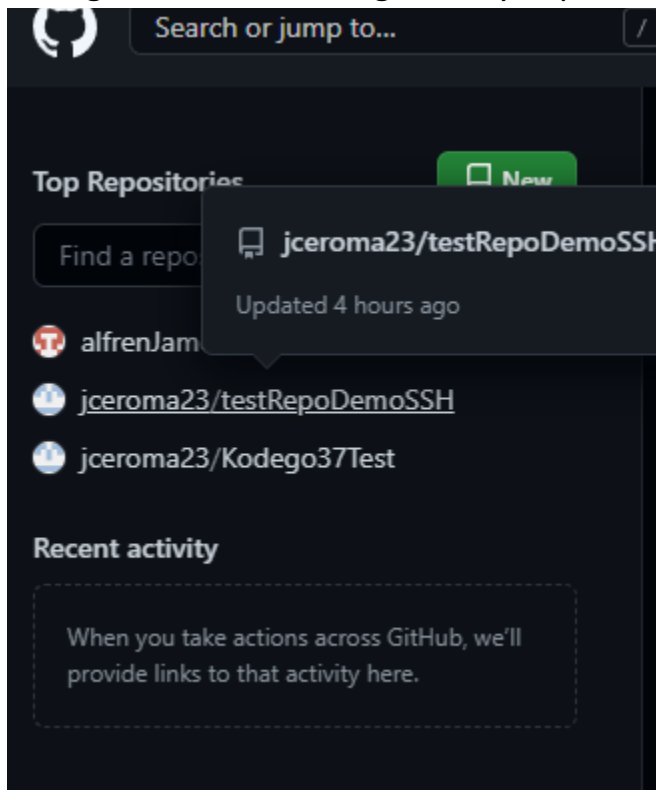 Search or jump to...
/
Top Repositories
New
Find a repo
jceroma23/testRepoDemoSSH
Updated 4 hours ago
alfrenJam
jceroma23/testRepoDemoSSH
jceroma23/Kodego37Test
Recent activity
When you take actions across GitHub, we'll
provide links to that activity here.